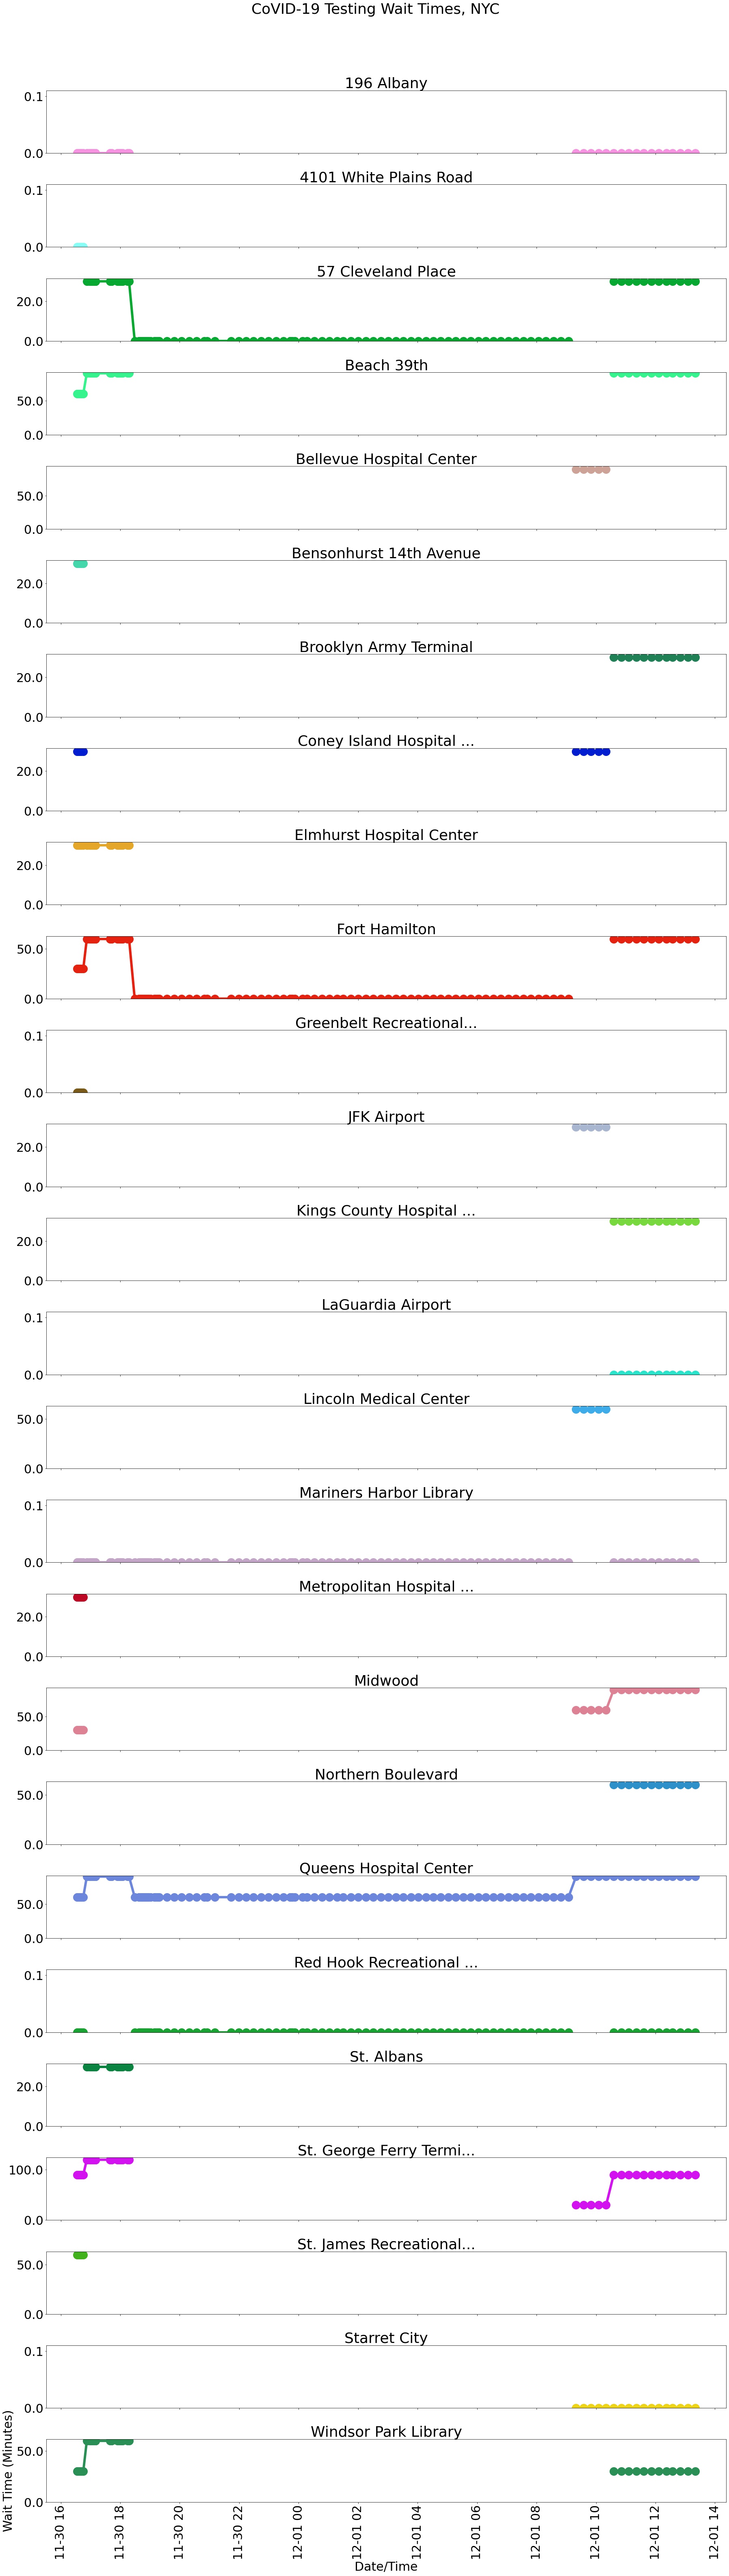 CoVID-19 Testing Wait Times, NYC
196 Albany
0.1
0.0
4101 White Plains Road
0.1
0.0
57 Cleveland Place
20.0
0.0
Beach 39th
50.0
0.0
Bellevue Hospital Center
50.0
0.0
Bensonhurst 14th Avenue
20.0
0.0
Brooklyn Army Terminal
20.0
0.0
Coney Island Hospital ...
20.0
0.0
Elmhurst Hospital Center
20.0
0.0
Fort Hamilton
50.0
0.0
Greenbelt Recreational...
0.1
0.0
JFK Airport
20.0
0.0
Kings County Hospital ...
20.0
0.0
LaGuardia Airport
0.1
0.0
Lincoln Medical Center
50.0
0.0
Mariners Harbor Library
0.1
0.0
Metropolitan Hospital ...
20.0
0.0
Midwood
50.0
0.0
Northern Boulevard
50.0
0.0
Queens Hospital Center
50.0
0.0
Red Hook Recreational ...
0.1
0.0
St. Albans
20.0
0.0
St. George Ferry Termi...
100.0
0.0
St. James Recreational...
50.0
0.0
Starret City
0.1
0.0
Windsor Park Library
50.0
0.0
Wait Time (Minutes)
11-30 16
11-30 18
11-30 20
11-30 22
12-01 00
12-01 02
12-01 04
12-01 06
12-01 08
12-01 10
12-01 12
12-01 14
Date/Time